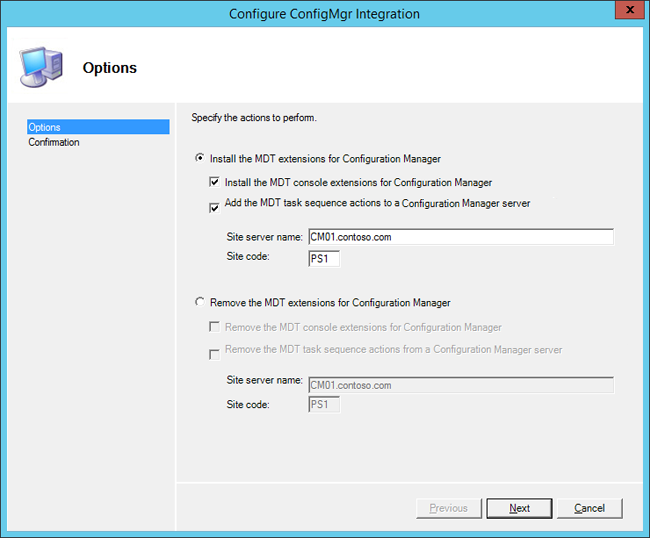 Configure ConfigMgr Integration
x
Options
Options
Confirmation
Specify the actions to perform.
Install the MDT extensions for Configuration Manager
Install the MDT console extensions for Configuration Manager
Add the MDT task sequence actions to a Configuration Manager server
Site server name: CM01.contoso.com
Site code: PS1
Remove the MDT extensions for Configuration Manager
Remove the MDT console extensions for Configuration Manager
Remove the MDT task sequence actions from a Configuration Manager server
Site server name: CM01.contoso.com
Site code: PS1
Previous Next Cancel